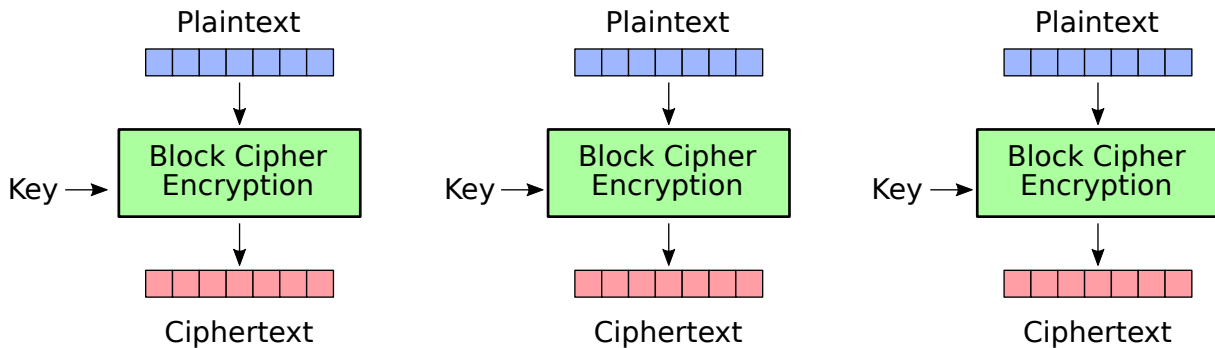 Plaintext
Plaintext
Plaintext
Block Cipher
Encryption
Block Cipher
Encryption
Block Cipher
Encryption
Key
Key
Key
Ciphertext
Ciphertext
Ciphertext